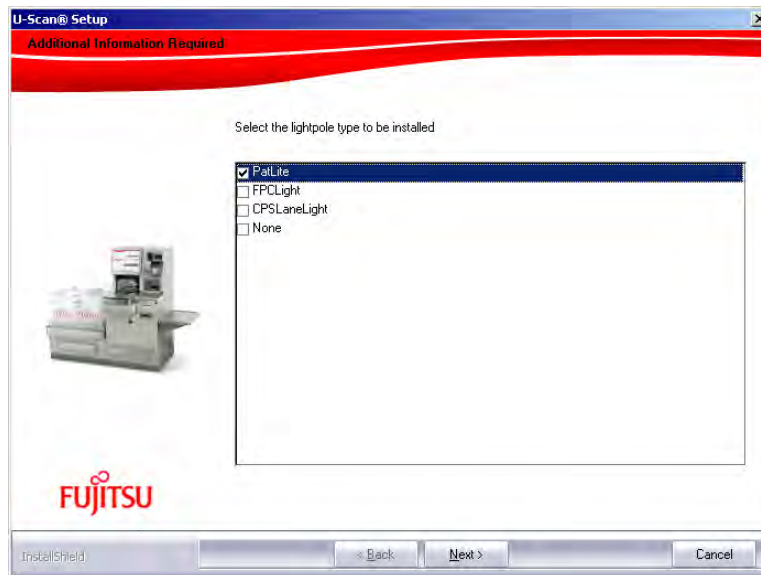 U-Scan® Setup
Additional Information Required
Select the lightpole type to be installed
PatLite
FPCLight
CPSLaneLight
None
FUJITSU
InstallShield
< Back
Next >
Cancel